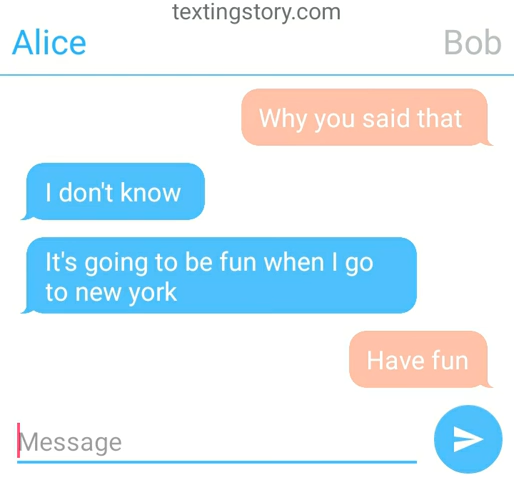 textingstory.com
Alice
Bob
Why you said that
I don't know
It's going to be fun when I go
to new york
Have fun
Message